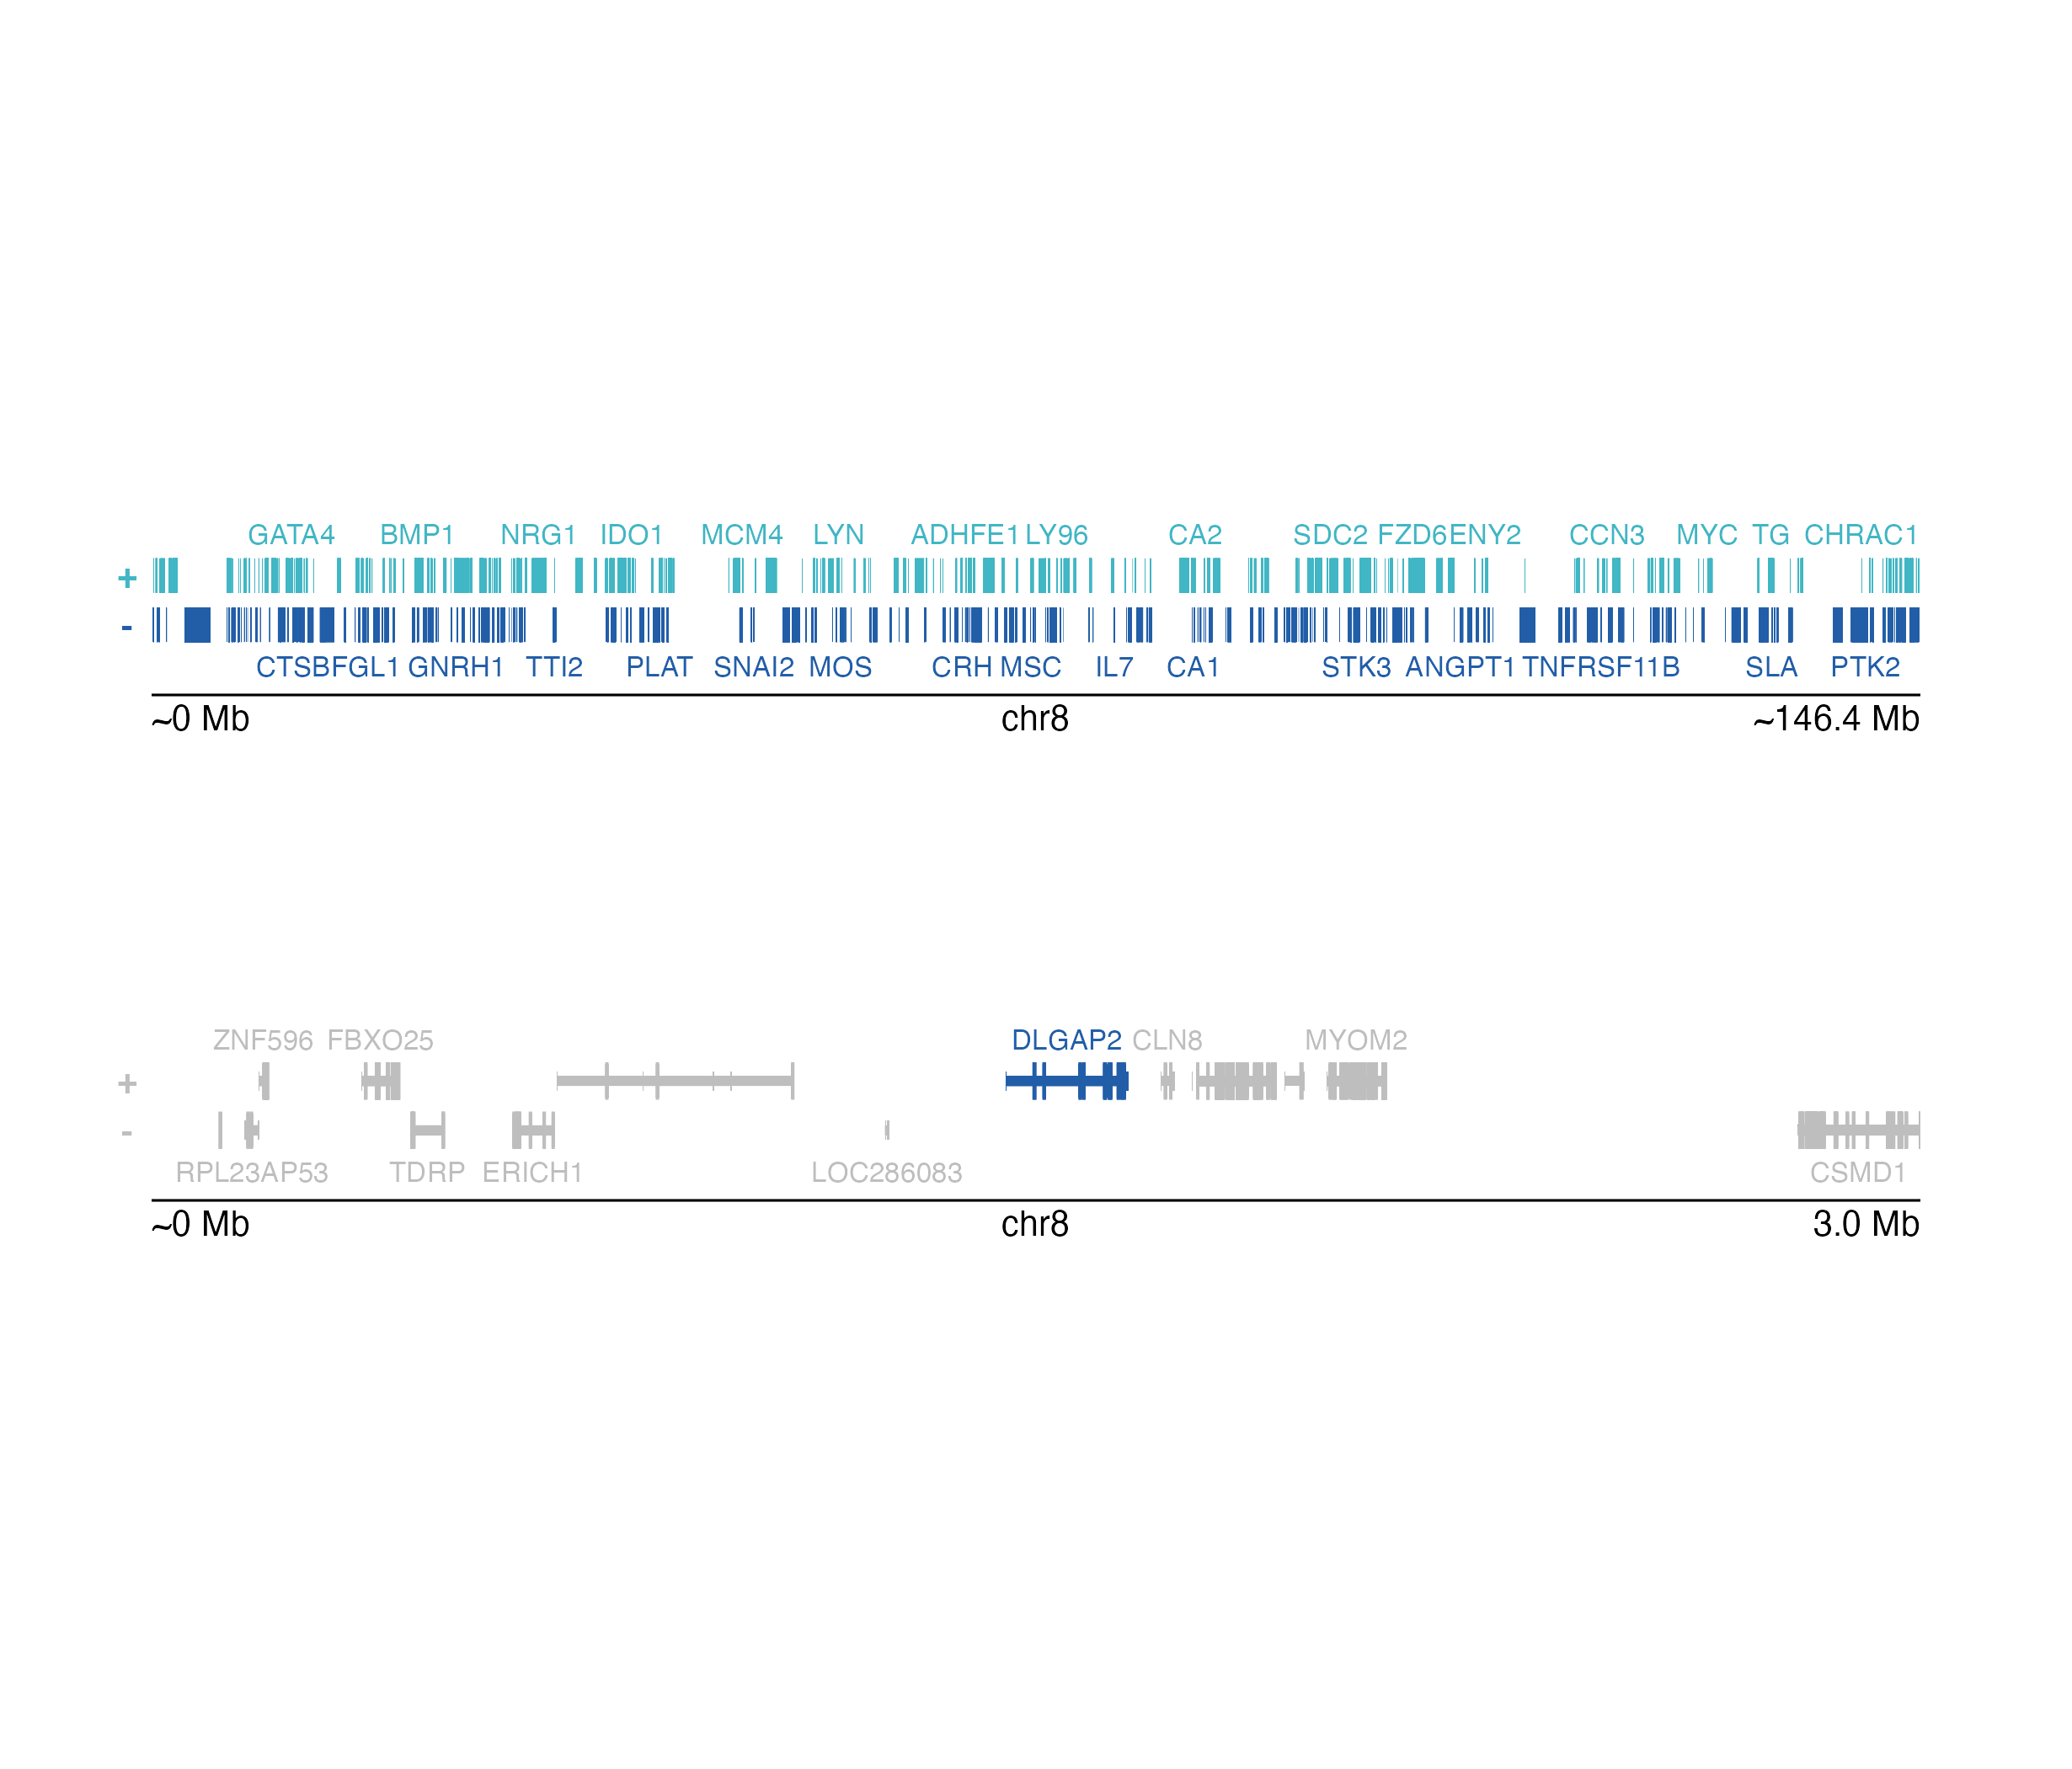 GATA4 BMP1 NRG1 IDO1 MCM4 LYN ADHFE1 LY96 CA2 SDC2 FZD6 ENY2 CCN3 MYC TG CHRAC1
+
-
CTSB FGL1 GNRH1 TTI2 PLAT SNAI2 MOS CRH MSC IL7 CA1 STK3 ANGPT1 TNFRSF11B SLA PTK2
~0 Mb chr8 ~146.4 Mb
ZNF596 FBXO25 DLGAP2 CLN8 MYOM2
+
-
RPL23AP53 TDRP ERICH1 LOC286083 CSMD1
~0 Mb chr8 3.0 Mb